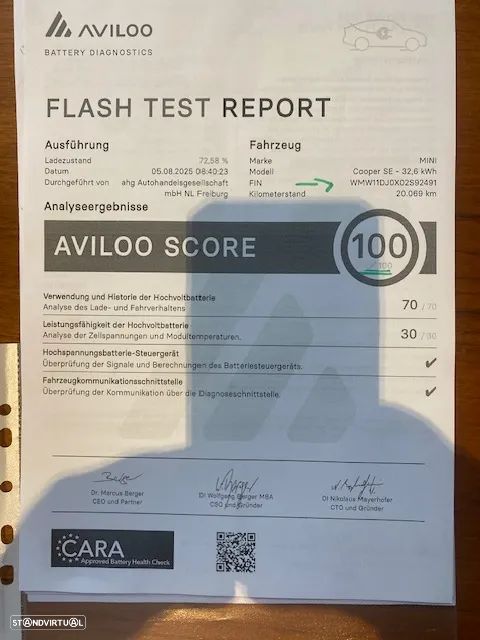 AVILOO
BATTERY DIAGNOSTICS
FLASH TEST REPORT
Ausführung
Ladezustand 72,58 %
Datum 05.08.2025 08:40:23
Durchgeführt von ahg Autohandelsgesellschaft
mbH NL Freiburg
Fahrzeug
Marke MINI
Modell Cooper SE - 32,6 kWh
FIN WMW11DJ0X02S92491
Kilometerstand 20.069 km
Analyseergebnisse
AVILOO SCORE 100
/ 100
Verwendung und Historie der Hochvoltbatterie
Analyse des Lade- und Fahrverhaltens 70 / 70
Leistungsfähigkeit der Hochvoltbatterie
Analyse der Zellspannungen und Modultemperaturen. 30 / 30
Hochspannungsbatterie-Steuergerät
Überprüfung der Signale und Berechnungen des Batteriesteuergeräts.
Fahrzeugkommunikationsschnittstelle
Überprüfung der Kommunikation über die Diagnoseschnittstelle.
Dr. Marcus Berger
CEO und Partner
DI Wolfgang Berger MBA
CSO und Gründer
DI Nikolaus Mayerhofer
CTO und Gründer
CARA
Approved Battery Health Check
STANDVIRTUAL